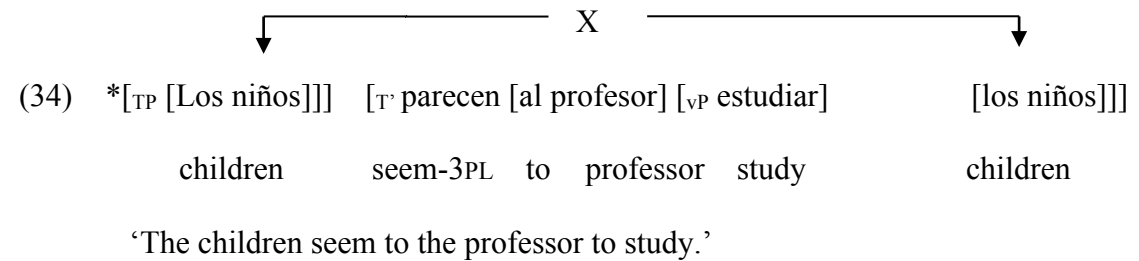 X
(34) *[TP [Los niños]]] [T’ parecen [al profesor] [vP estudiar] [los niños]]]
children seem-3PL to professor study children
‘The children seem to the professor to study.’